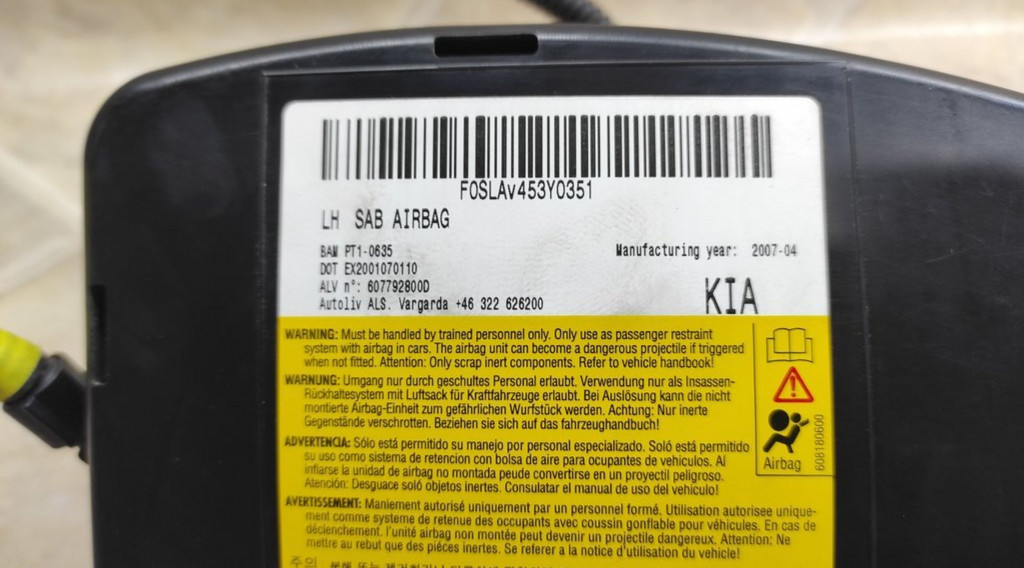 F0SLAv453Y0351
LH SAB AIRBAG
BAM PT1-0635
Manufacturing year: 2007-04
DOT EX2001070110
ALV n°: 607792800D
KIA
Autoliv ALS. Vargarda +46 322 626200
WARNING: Must be handled by trained personnel only. Only use as passenger restraint
system with airbag in cars. The airbag unit can become a dangerous projectile if triggered
when not fitted. Attention: Only scrap inert components. Refer to vehicle handbook!
WARNUNG: Umgang nur durch geschultes Personal erlaubt. Verwendung nur als Insassen-
Rückhaltesystem mit Luftsack für Kraftfahrzeuge erlaubt. Bei Auslösung kann die nicht
montierte Airbag-Einheit zum gefährlichen Wurfstück werden. Achtung: Nur inerte
Gegenstände verschrotten. Beziehen sie sich auf das fahrzeughandbuch!
ADVERTENCIA: Sólo está permitido su manejo por personal especializado. Soló está permitido
su uso como sistema de retencion con bolsa de aire para ocupantes de vehiculos. Al
infiarse la unidad de airbag no montada peude convertirse en un proyectil peligroso.
Atención: Desguace soló objetos inertes. Consulatar el manual de uso del vehiculo!
AVERTISSEMENT: Maniement autorisé uniquement par un personnel formé. Utilisation autorisee unique-
ment comme systeme de retenue des occupants avec coussin gonflable pour véhicules. En cas de
déclenchement. l'unité airbag non montée peut devenir un projectile dangereux. Attention: Ne
mettre au rebut que des piéces inertes. Se referer a la notice d'utilisation du vehicule!
주의
Airbag
608180600